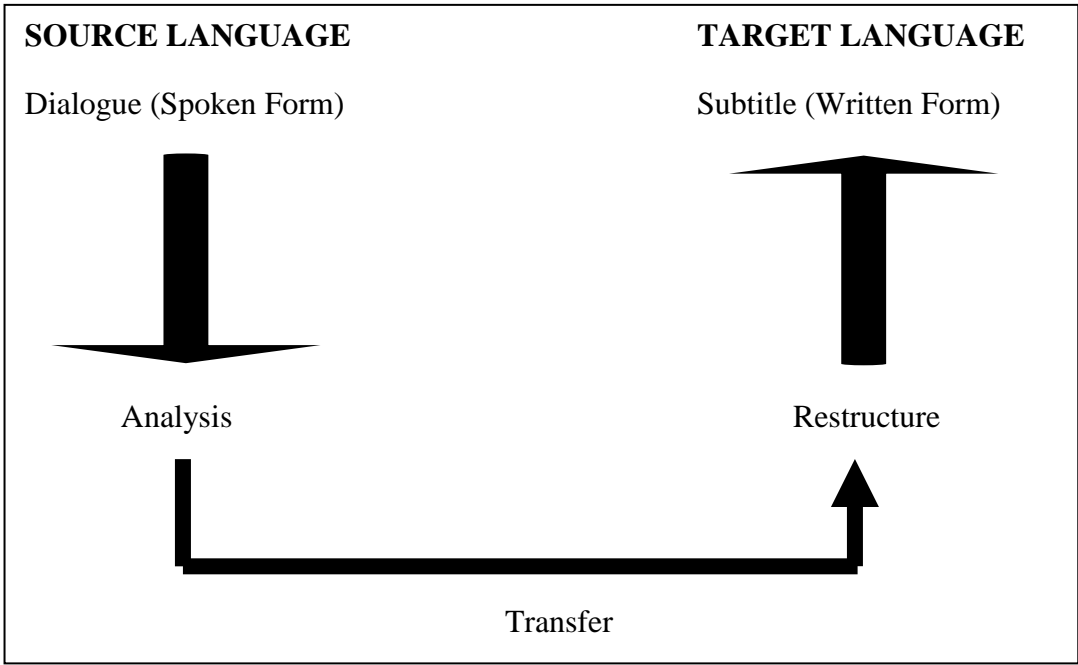 SOURCE LANGUAGE
TARGET LANGUAGE
Dialogue (Spoken Form)
Subtitle (Written Form)
Analysis
Restructure
Transfer